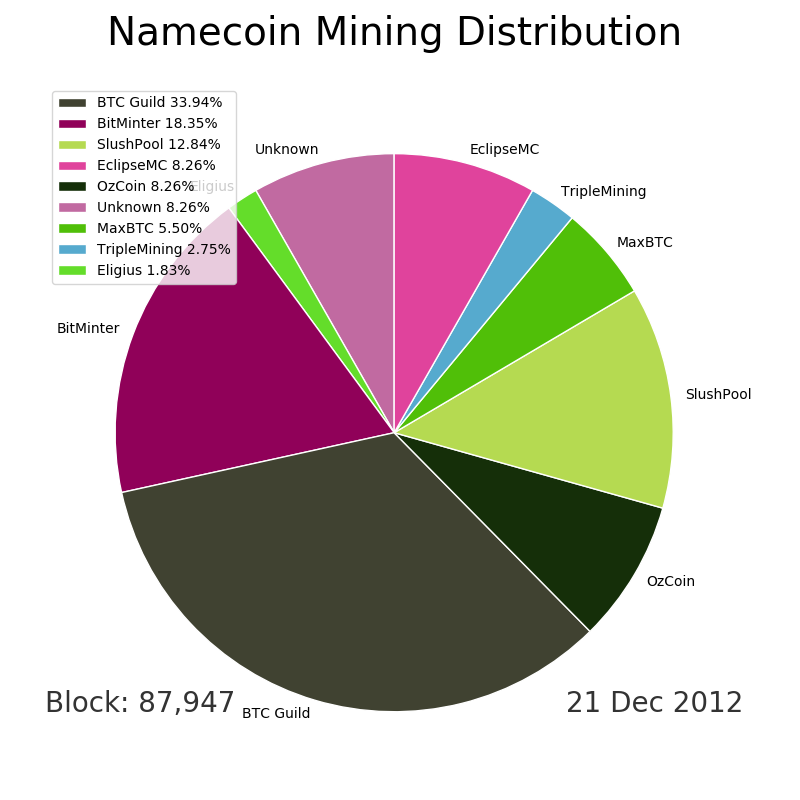 Namecoin Mining Distribution
BTC Guild 33.94%
BitMinter 18.35%
SlushPool 12.84%
EclipseMC 8.26%
OzCoin 8.26%
Unknown 8.26%
MaxBTC 5.50%
TripleMining 2.75%
Eligius 1.83%
Unknown
EclipseMC
Eligius
TripleMining
MaxBTC
BitMinter
SlushPool
OzCoin
Block: 87,947
BTC Guild
21 Dec 2012